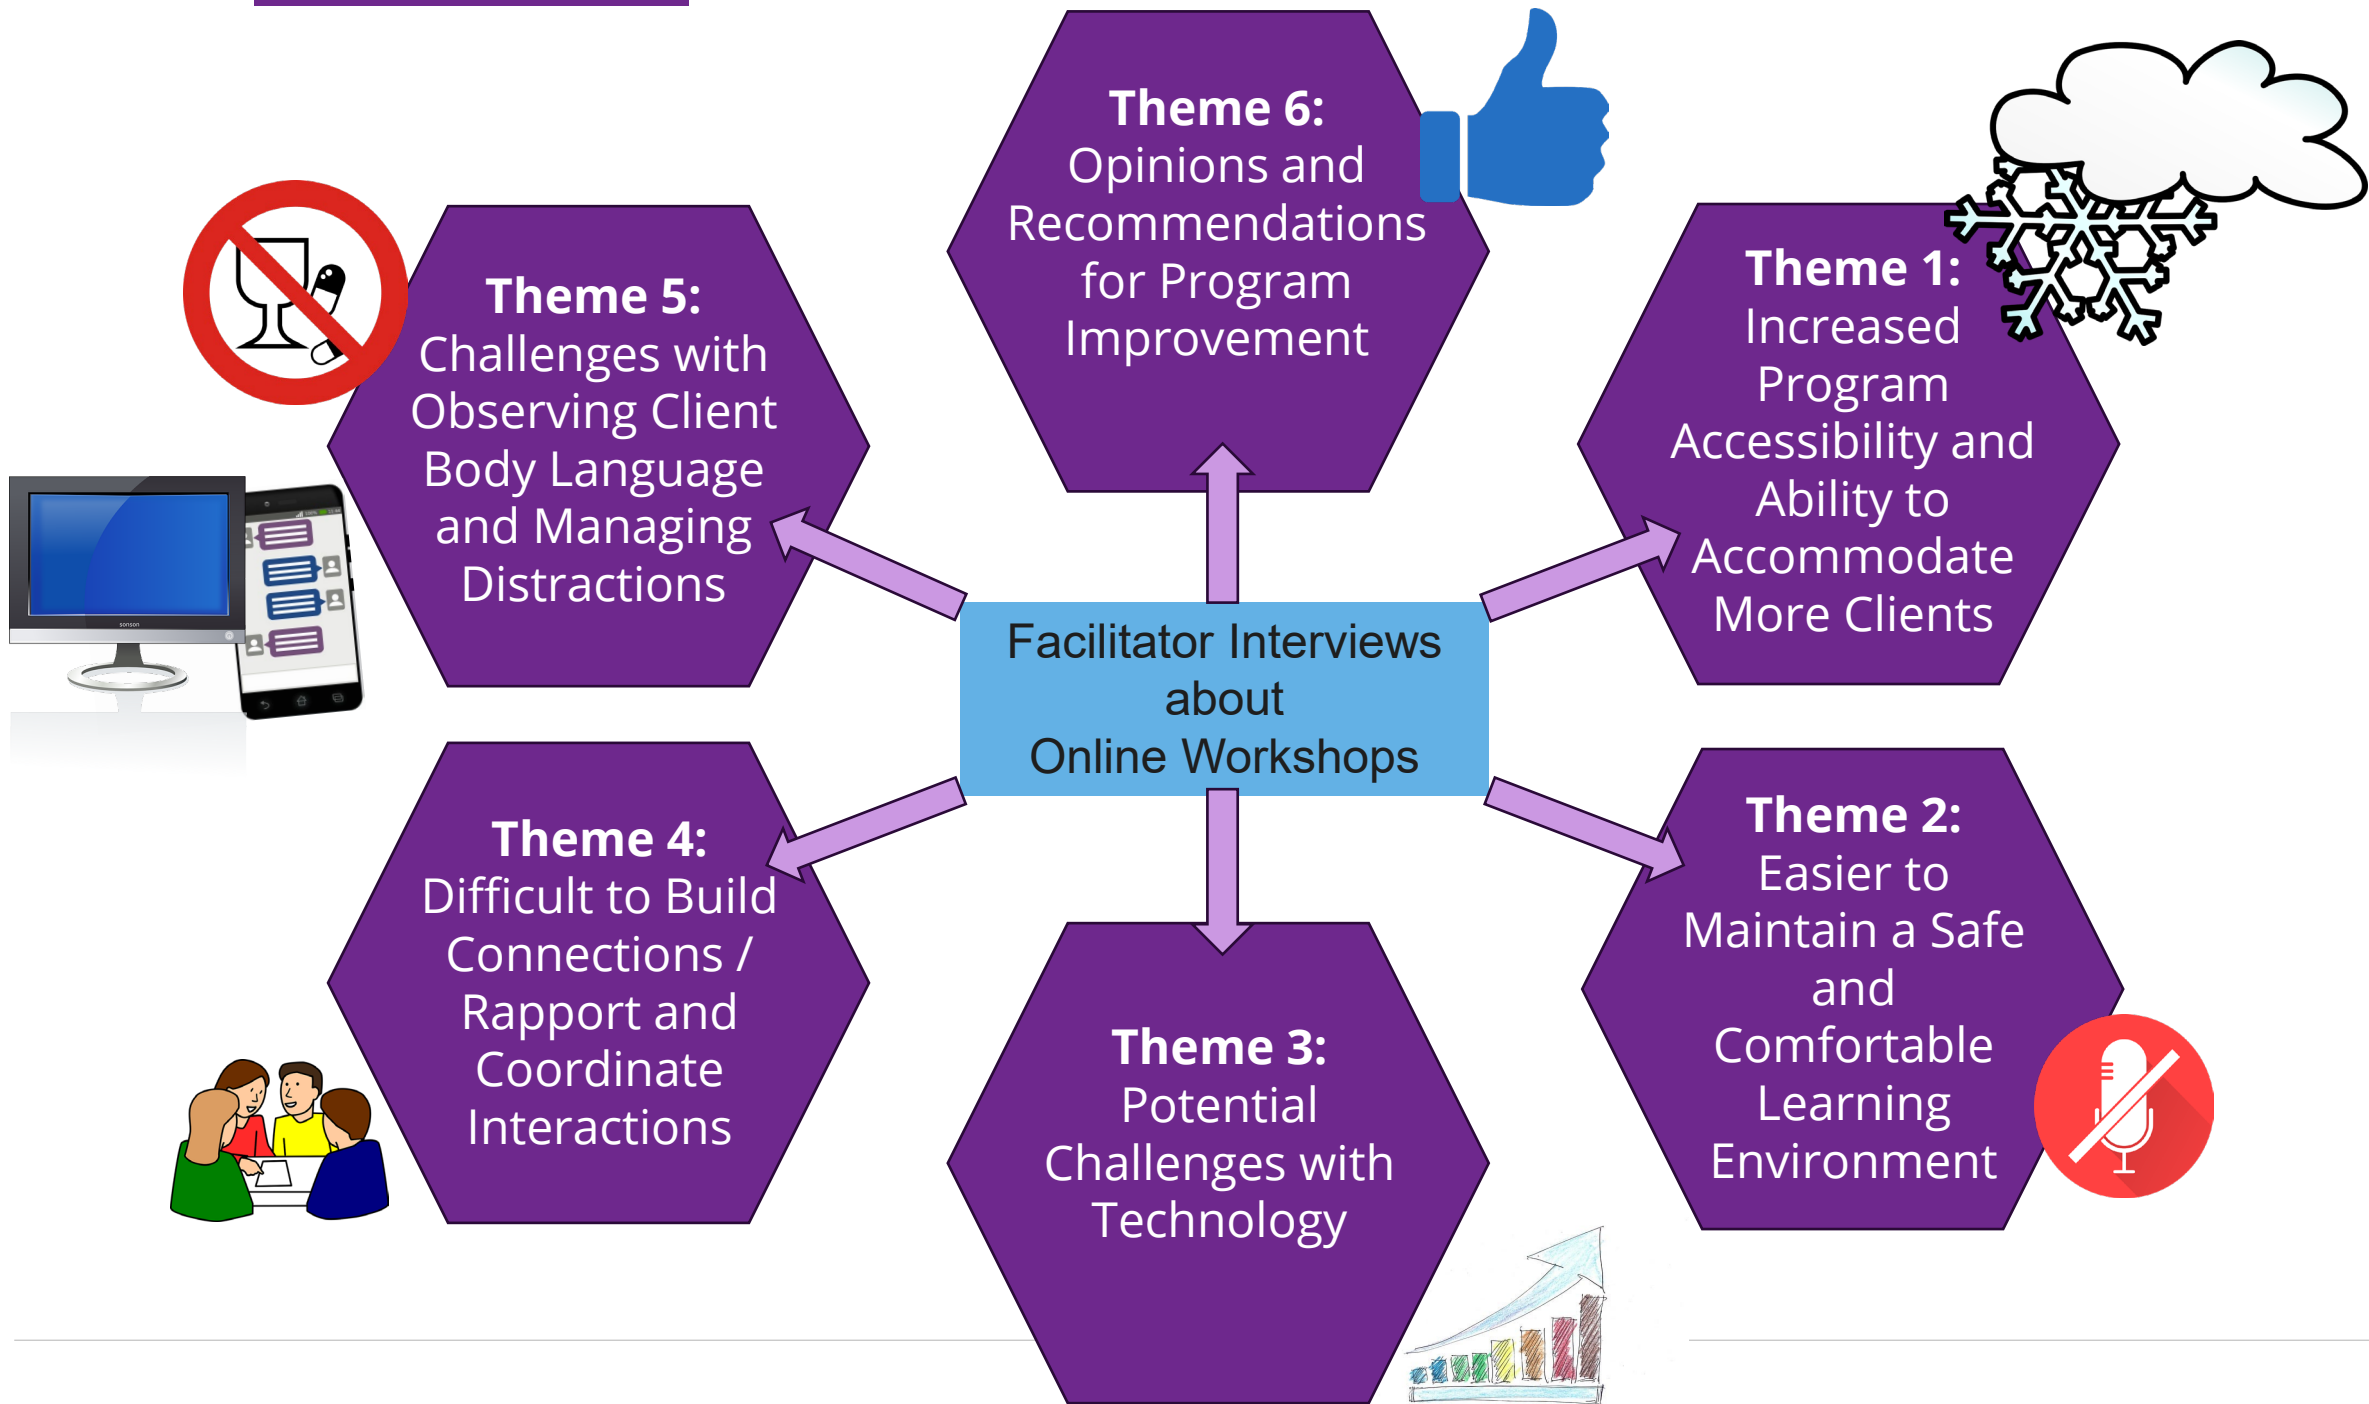 Theme 6:
Opinions and
Recommendations
for Program
Improvement
Theme 1:
Increased
Program
Accessibility and
Ability to
Accommodate
More Clients
Theme 5:
Challenges with
Observing Client
Body Language
and Managing
Distractions
sonson
Facilitator Interviews
about
Online Workshops
Theme 2:
Easier to
Maintain a Safe
and
Comfortable
Learning
Environment
Theme 4:
Difficult to Build
Connections /
Rapport and
Coordinate
Interactions
Theme 3:
Potential
Challenges with
Technology